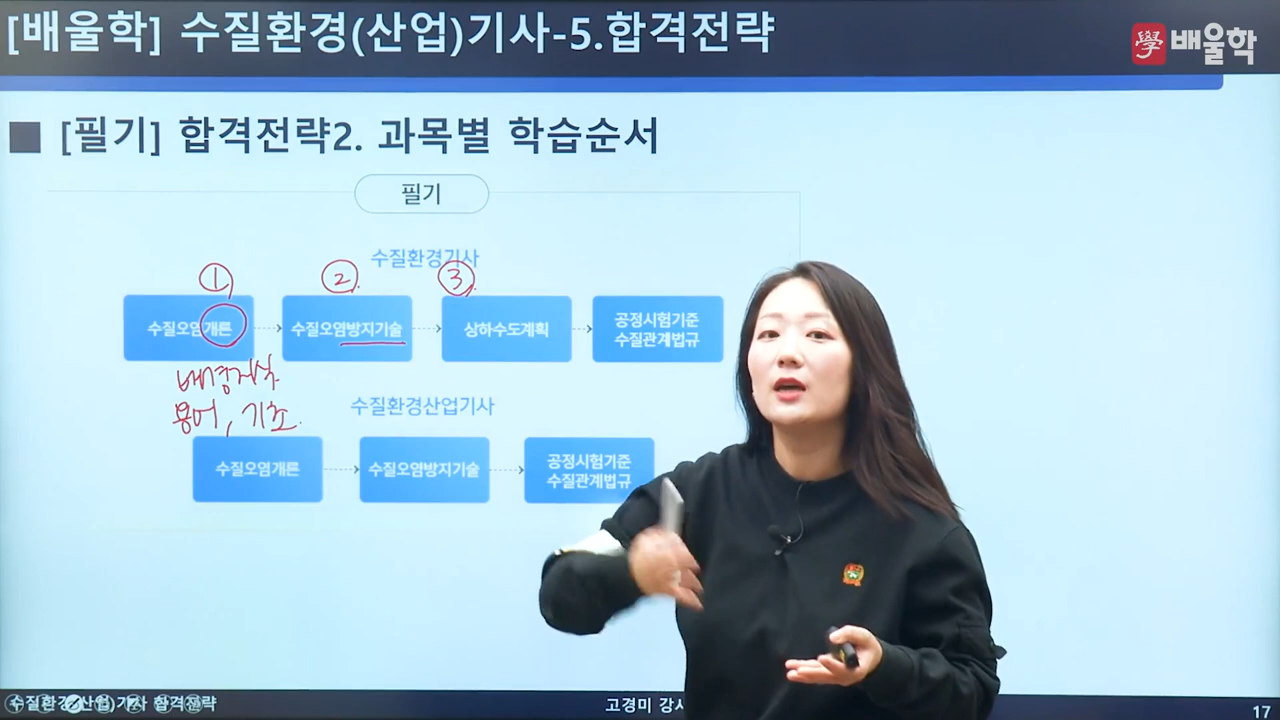 [배울학] 수질환경(산업)기사-5.합격전략
學 배울학
■ [필기] 합격전략2. 과목별 학습순서
필기
수질환경기사
① ② ③
수질오염개론
수질오염방지기술
상하수도계획
공정시험기준
수질관계법규
배경지식
용어, 기초.
수질환경산업기사
수질오염개론
수질오염방지기술
공정시험기준
수질관계법규
수질환경(산업)기사 합격전략
고경미 강사
17